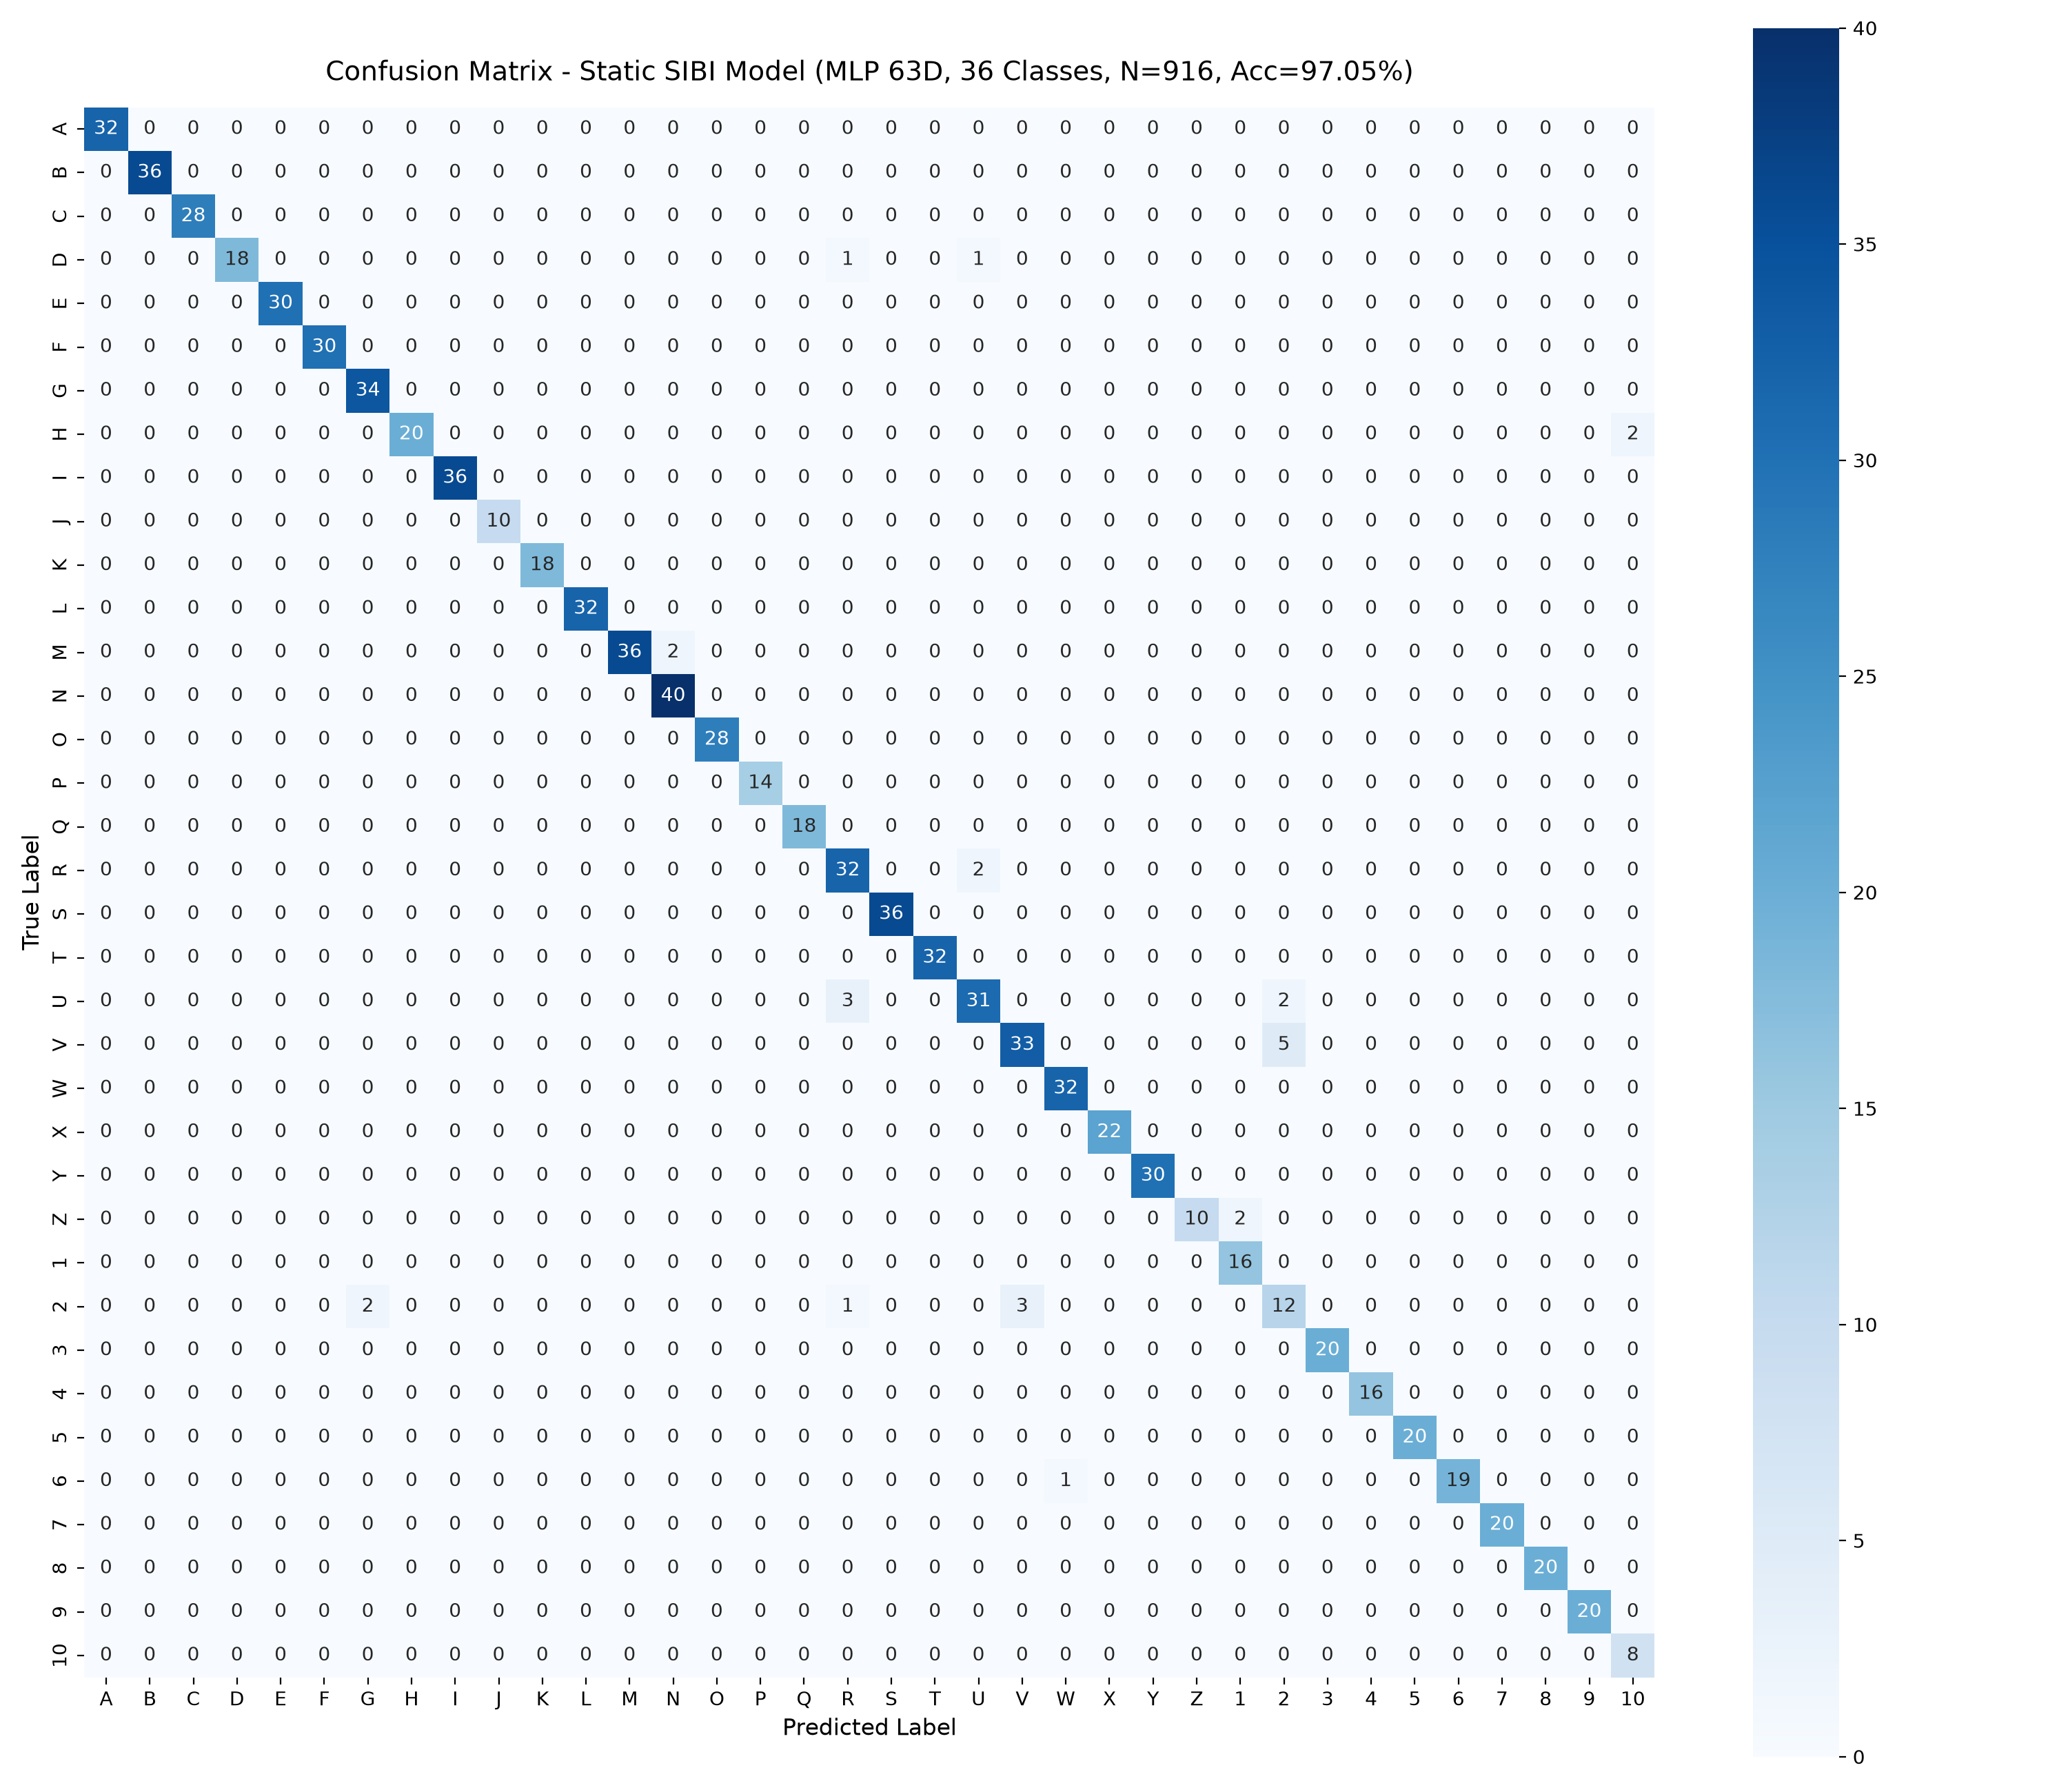 Confusion Matrix - Static SIBI Model (MLP 63D, 36 Classes, N=916, Acc=97.05%)
True Label
A 32 0 0 0 0 0 0 0 0 0 0 0 0 0 0 0 0 0 0 0 0 0 0 0 0 0 0 0 0 0 0 0 0 0 0 0
B 0 36 0 0 0 0 0 0 0 0 0 0 0 0 0 0 0 0 0 0 0 0 0 0 0 0 0 0 0 0 0 0 0 0 0 0
C 0 0 28 0 0 0 0 0 0 0 0 0 0 0 0 0 0 0 0 0 0 0 0 0 0 0 0 0 0 0 0 0 0 0 0 0
D 0 0 0 18 0 0 0 0 0 0 0 0 0 0 0 0 0 1 0 0 1 0 0 0 0 0 0 0 0 0 0 0 0 0 0 0
E 0 0 0 0 30 0 0 0 0 0 0 0 0 0 0 0 0 0 0 0 0 0 0 0 0 0 0 0 0 0 0 0 0 0 0 0
F 0 0 0 0 0 30 0 0 0 0 0 0 0 0 0 0 0 0 0 0 0 0 0 0 0 0 0 0 0 0 0 0 0 0 0 0
G 0 0 0 0 0 0 34 0 0 0 0 0 0 0 0 0 0 0 0 0 0 0 0 0 0 0 0 0 0 0 0 0 0 0 0 0
H 0 0 0 0 0 0 0 20 0 0 0 0 0 0 0 0 0 0 0 0 0 0 0 0 0 0 0 0 0 0 0 0 0 0 0 2
I 0 0 0 0 0 0 0 0 36 0 0 0 0 0 0 0 0 0 0 0 0 0 0 0 0 0 0 0 0 0 0 0 0 0 0 0
J 0 0 0 0 0 0 0 0 0 10 0 0 0 0 0 0 0 0 0 0 0 0 0 0 0 0 0 0 0 0 0 0 0 0 0 0
K 0 0 0 0 0 0 0 0 0 0 18 0 0 0 0 0 0 0 0 0 0 0 0 0 0 0 0 0 0 0 0 0 0 0 0 0
L 0 0 0 0 0 0 0 0 0 0 0 32 0 0 0 0 0 0 0 0 0 0 0 0 0 0 0 0 0 0 0 0 0 0 0 0
M 0 0 0 0 0 0 0 0 0 0 0 0 36 2 0 0 0 0 0 0 0 0 0 0 0 0 0 0 0 0 0 0 0 0 0 0
N 0 0 0 0 0 0 0 0 0 0 0 0 0 40 0 0 0 0 0 0 0 0 0 0 0 0 0 0 0 0 0 0 0 0 0 0
O 0 0 0 0 0 0 0 0 0 0 0 0 0 0 28 0 0 0 0 0 0 0 0 0 0 0 0 0 0 0 0 0 0 0 0 0
P 0 0 0 0 0 0 0 0 0 0 0 0 0 0 0 14 0 0 0 0 0 0 0 0 0 0 0 0 0 0 0 0 0 0 0 0
Q 0 0 0 0 0 0 0 0 0 0 0 0 0 0 0 0 18 0 0 0 0 0 0 0 0 0 0 0 0 0 0 0 0 0 0 0
R 0 0 0 0 0 0 0 0 0 0 0 0 0 0 0 0 0 32 0 0 2 0 0 0 0 0 0 0 0 0 0 0 0 0 0 0
S 0 0 0 0 0 0 0 0 0 0 0 0 0 0 0 0 0 0 36 0 0 0 0 0 0 0 0 0 0 0 0 0 0 0 0 0
T 0 0 0 0 0 0 0 0 0 0 0 0 0 0 0 0 0 0 0 32 0 0 0 0 0 0 0 0 0 0 0 0 0 0 0 0
U 0 0 0 0 0 0 0 0 0 0 0 0 0 0 0 0 0 3 0 0 31 0 0 0 0 0 0 2 0 0 0 0 0 0 0 0
V 0 0 0 0 0 0 0 0 0 0 0 0 0 0 0 0 0 0 0 0 0 33 0 0 0 0 0 5 0 0 0 0 0 0 0 0
W 0 0 0 0 0 0 0 0 0 0 0 0 0 0 0 0 0 0 0 0 0 0 32 0 0 0 0 0 0 0 0 0 0 0 0 0
X 0 0 0 0 0 0 0 0 0 0 0 0 0 0 0 0 0 0 0 0 0 0 0 22 0 0 0 0 0 0 0 0 0 0 0 0
Y 0 0 0 0 0 0 0 0 0 0 0 0 0 0 0 0 0 0 0 0 0 0 0 0 30 0 0 0 0 0 0 0 0 0 0 0
Z 0 0 0 0 0 0 0 0 0 0 0 0 0 0 0 0 0 0 0 0 0 0 0 0 0 10 2 0 0 0 0 0 0 0 0 0
1 0 0 0 0 0 0 0 0 0 0 0 0 0 0 0 0 0 0 0 0 0 0 0 0 0 0 16 0 0 0 0 0 0 0 0 0
2 0 0 0 0 0 0 2 0 0 0 0 0 0 0 0 0 0 1 0 0 0 3 0 0 0 0 0 12 0 0 0 0 0 0 0 0
3 0 0 0 0 0 0 0 0 0 0 0 0 0 0 0 0 0 0 0 0 0 0 0 0 0 0 0 0 20 0 0 0 0 0 0 0
4 0 0 0 0 0 0 0 0 0 0 0 0 0 0 0 0 0 0 0 0 0 0 0 0 0 0 0 0 0 16 0 0 0 0 0 0
5 0 0 0 0 0 0 0 0 0 0 0 0 0 0 0 0 0 0 0 0 0 0 0 0 0 0 0 0 0 0 20 0 0 0 0 0
6 0 0 0 0 0 0 0 0 0 0 0 0 0 0 0 0 0 0 0 0 0 0 1 0 0 0 0 0 0 0 0 19 0 0 0 0
7 0 0 0 0 0 0 0 0 0 0 0 0 0 0 0 0 0 0 0 0 0 0 0 0 0 0 0 0 0 0 0 0 20 0 0 0
8 0 0 0 0 0 0 0 0 0 0 0 0 0 0 0 0 0 0 0 0 0 0 0 0 0 0 0 0 0 0 0 0 0 20 0 0
9 0 0 0 0 0 0 0 0 0 0 0 0 0 0 0 0 0 0 0 0 0 0 0 0 0 0 0 0 0 0 0 0 0 0 20 0
10 0 0 0 0 0 0 0 0 0 0 0 0 0 0 0 0 0 0 0 0 0 0 0 0 0 0 0 0 0 0 0 0 0 0 0 8
A B C D E F G H I J K L M N O P Q R S T U V W X Y Z 1 2 3 4 5 6 7 8 9 10
Predicted Label
40
35
30
25
20
15
10
5
0